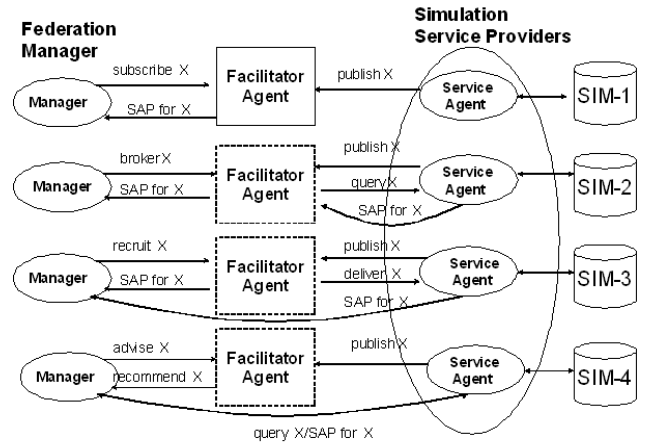 Federation
Manager
Simulation
Service Providers
subscribe X
Manager
SAP for X
Facilitator
Agent
publish X
Service
Agent
SIM-1
broker X
Manager
SAP for X
Facilitator
Agent
publish X
query X
SAP for X
Service
Agent
SIM-2
recruit X
Manager
SAP for X
Facilitator
Agent
publish X
deliver X
SAP for X
Service
Agent
SIM-3
advise X
Manager
recommend X
Facilitator
Agent
publish X
Service
Agent
SIM-4
query X/SAP for X